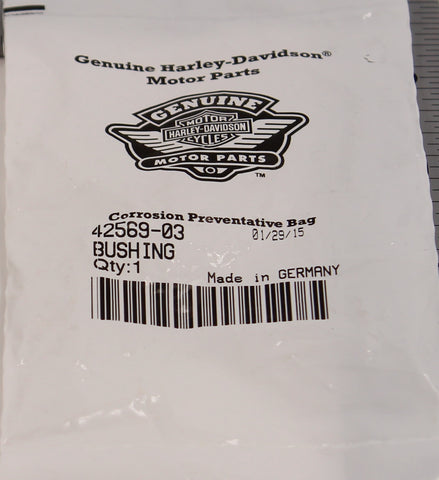 Genuine Harley-Davidson®
Motor Parts
GENUINE
MOTOR
HARLEY-DAVIDSON
CYCLES
MOTOR PARTS
TM
Corrosion Preventative Bag
42569-03 01/29/15
BUSHING
Qty:1 Made in GERMANY